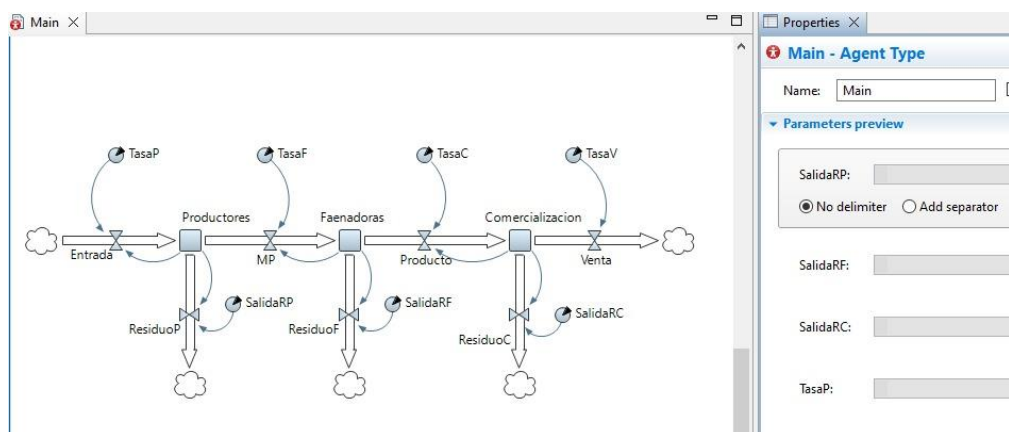 Main
Properties
Main - Agent Type
Name:
Main
Parameters preview
TasaP
TasaF
TasaC
TasaV
SalidaRP:
No delimiter
Add separator
Productores
Faenadoras
Comercializacion
Entrada
MP
Producto
Venta
SalidaRF:
SalidaRP
SalidaRF
SalidaRC
ResiduoP
ResiduoF
ResiduoC
SalidaRC:
TasaP: